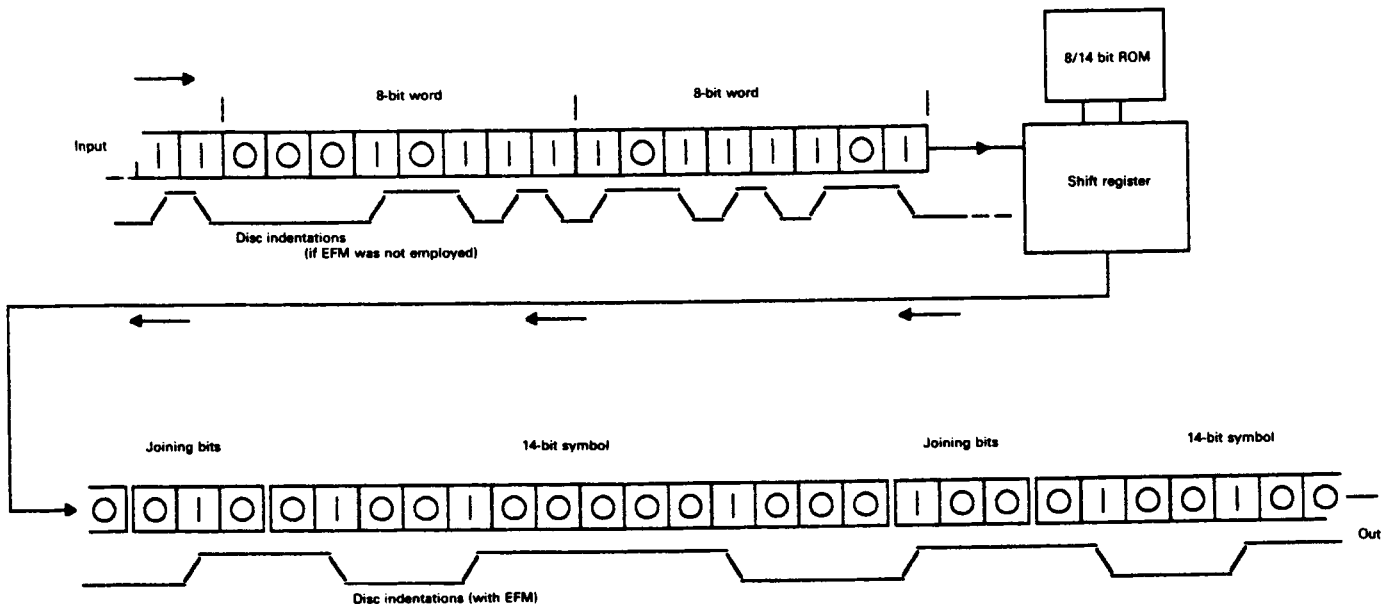 8/14 bit ROM
8-bit word 8-bit word
Input | | O O O | O | | | | O | | | | O |
Shift register
Disc indentations
(if EFM was not employed)
Joining bits 14-bit symbol Joining bits 14-bit symbol
O O | O O | O O | O O O O O | O O O | O O O | O O | O O
Out
Disc indentations (with EFM)